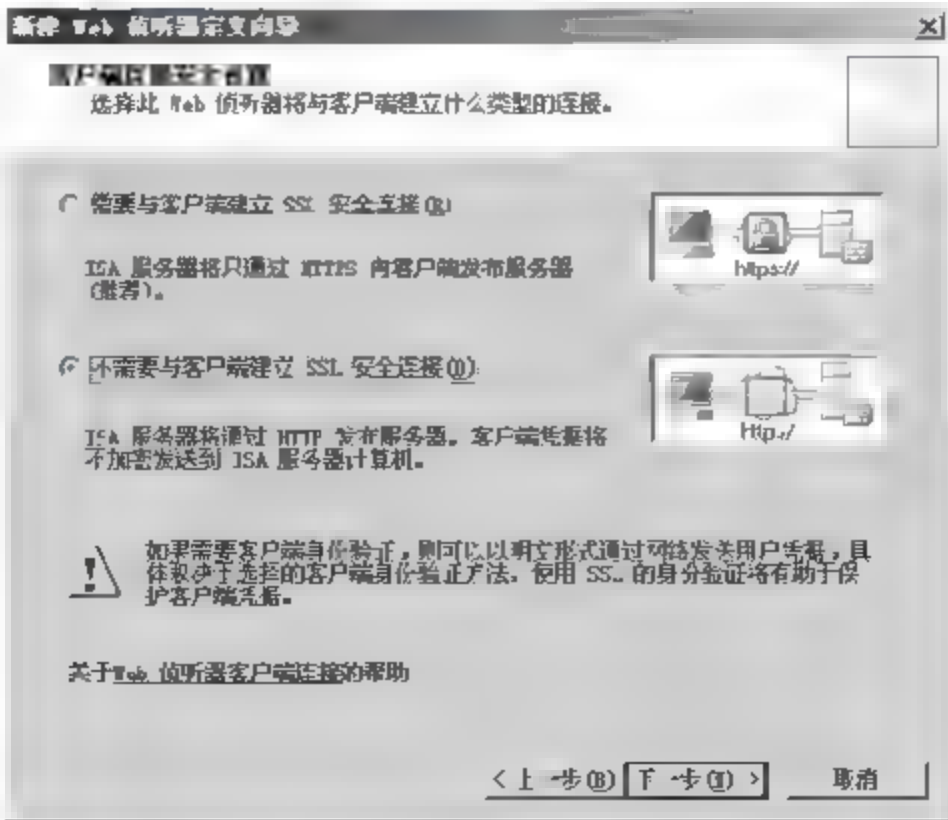 新建 Web 侦听器定义向导
客户端连接安全设置
选择此 Web 侦听器将与客户端建立什么类型的连接。
需要与客户端建立 SSL 安全连接(R)
https://
ISA 服务器将只通过 HTTPS 向客户端发布服务器
(推荐)。
不需要与客户端建立 SSL 安全连接(D)
http://
ISA 服务器将通过 HTTP 发布服务器。客户端凭据将
不加密发送到 ISA 服务器计算机。
如果需要客户端身份验证，则可以以明文形式通过网络发送用户凭据，具
体取决于选择的客户端身份验证方法。使用 SSL 的身份验证将有助于保
护客户端凭据。
关于Web 侦听器客户端连接的帮助
< 上一步(B) 下一步(N) > 取消